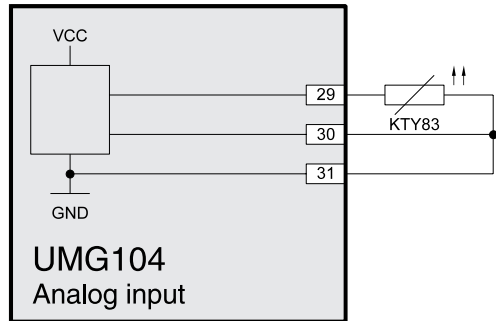 VCC
29
KTY83
30
31
GND
UMG104
Analog input